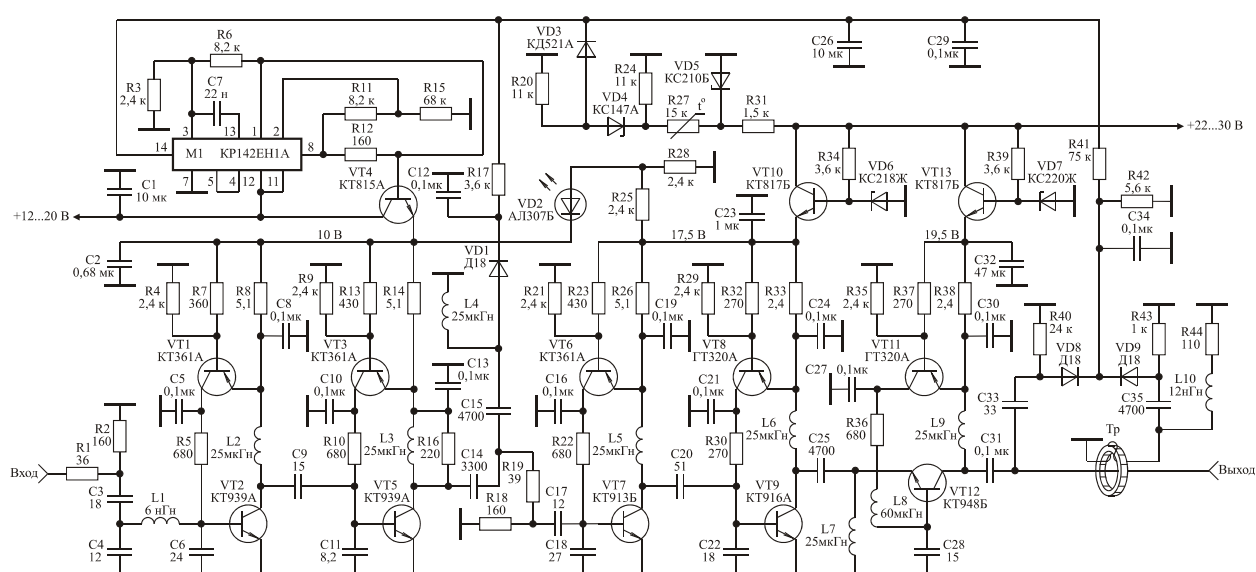 R6
8,2 к
R3
2,4 к
C7
22 н
R11
8,2 к
R15
68 к
R12
160
3
13
1
2
14
М1
КР142ЕН1А
8
7
5
4
12
11
VT4
КТ815А
C1
10 мк
C12
0,1мк
R17
3,6 к
+12...20 В
VD3
КД521А
R20
11 к
VD4
КС147А
R24
11 к
VD5
КС210Б
R27
15 к
t°
R31
1,5 к
C26
10 мк
C29
0,1мк
+22...30 В
R28
2,4 к
VD2
АЛ307Б
R25
2,4 к
C23
1 мк
VT10
КТ817Б
R34
3,6 к
VD6
КС218Ж
VT13
КТ817Б
R39
3,6 к
VD7
КС220Ж
R41
75 к
R42
5,6 к
C34
0,1мк
10 В
17,5 В
19,5 В
C2
0,68 мк
VD1
Д18
C32
47 мк
R4
2,4 к
R7
360
R8
5,1
C8
0,1мк
R9
2,4 к
R13
430
R14
5,1
L4
25мкГн
R21
2,4 к
R23
430
R26
5,1
C19
0,1мк
R29
2,4 к
R32
270
R33
2,4
C24
0,1мк
R35
2,4 к
R37
270
R38
2,4
C30
0,1мк
R40
24 к
R43
1 к
R44
110
VD8
Д18
VD9
Д18
VT1
КТ361А
VT3
КТ361А
VT6
КТ361А
VT8
ГТ320А
VT11
ГТ320А
C5
0,1мк
C10
0,1мк
C13
0,1мк
C15
4700
C16
0,1мк
C21
0,1мк
C27
0,1мк
C33
33
C35
4700
L10
12нГн
R2
160
R1
36
R5
680
L2
25мкГн
R10
680
L3
25мкГн
R16
220
R22
680
L5
25мкГн
R30
270
L6
25мкГн
R36
680
L9
25мкГн
Тр
Вход
Выход
C3
18
C9
15
C14
3300
R19
39
C20
51
C25
4700
C31
0,1 мк
L1
6 нГн
VT2
КТ939А
VT5
КТ939А
R18
160
C17
12
VT7
КТ913Б
VT9
КТ916А
L8
60мкГн
VT12
КТ948Б
C4
12
C6
24
C11
8,2
C18
27
C22
18
L7
25мкГн
C28
15